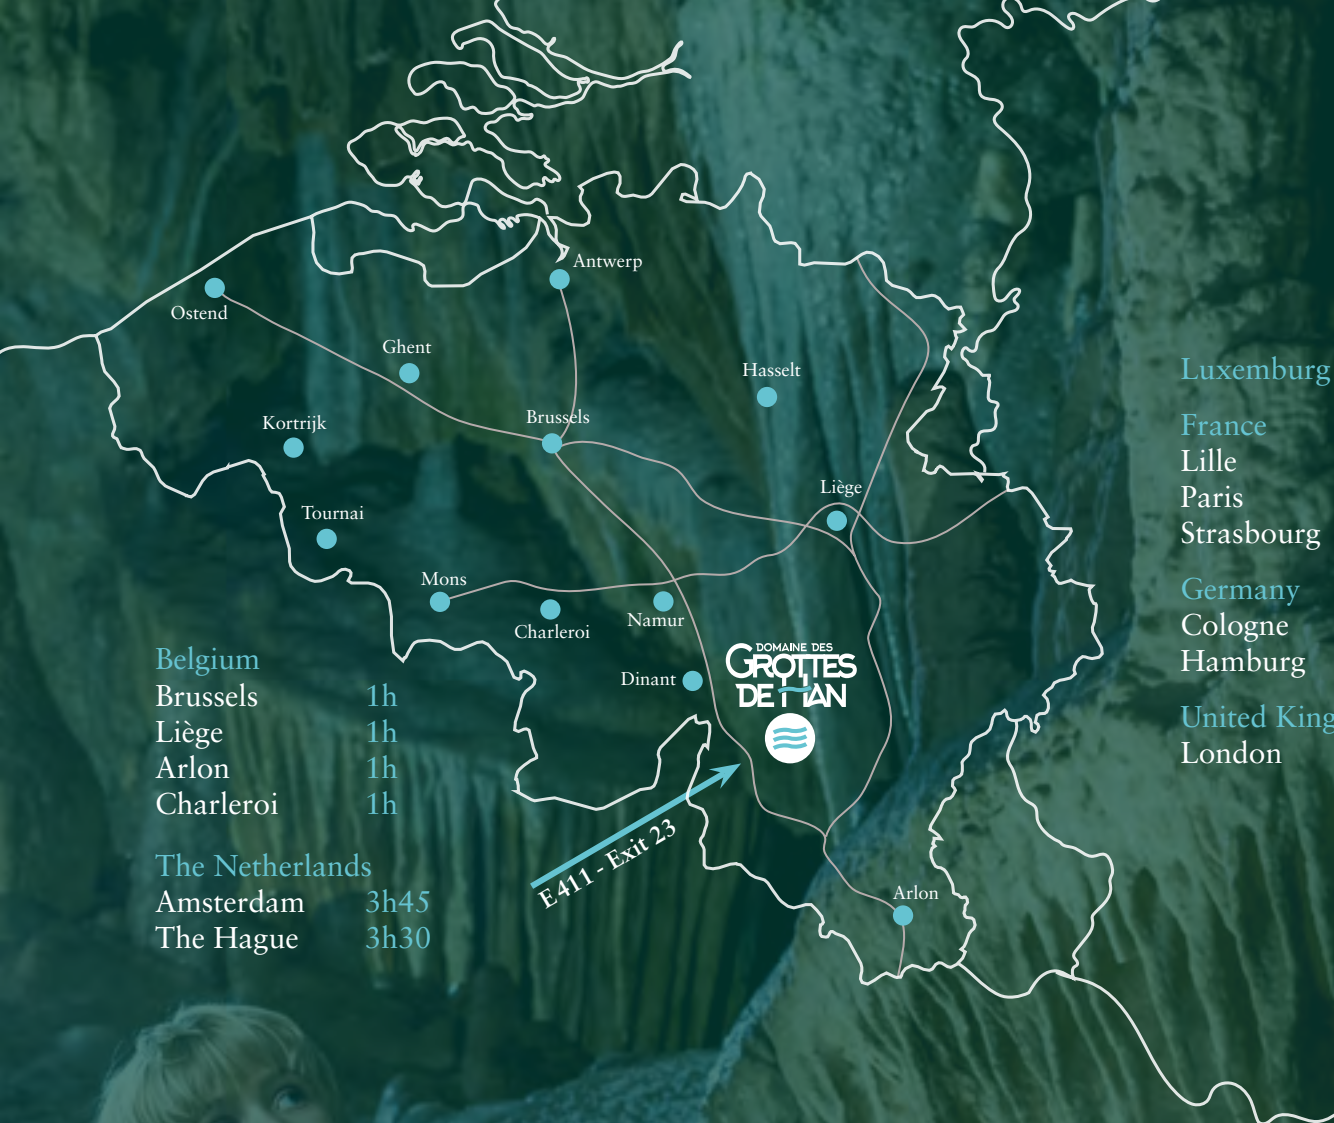 Antwerp
Ostend
Ghent
Hasselt
Brussels
Kortrijk
Liège
Tournai
Mons
Charleroi
Namur
Dinant
DOMAINE DES
GROTTES
DE HAN
E411 - Exit 23
Arlon
Belgium
Brussels 1h
Liège 1h
Arlon 1h
Charleroi 1h
The Netherlands
Amsterdam 3h45
The Hague 3h30
Luxemburg
France
Lille
Paris
Strasbourg
Germany
Cologne
Hamburg
United King
London